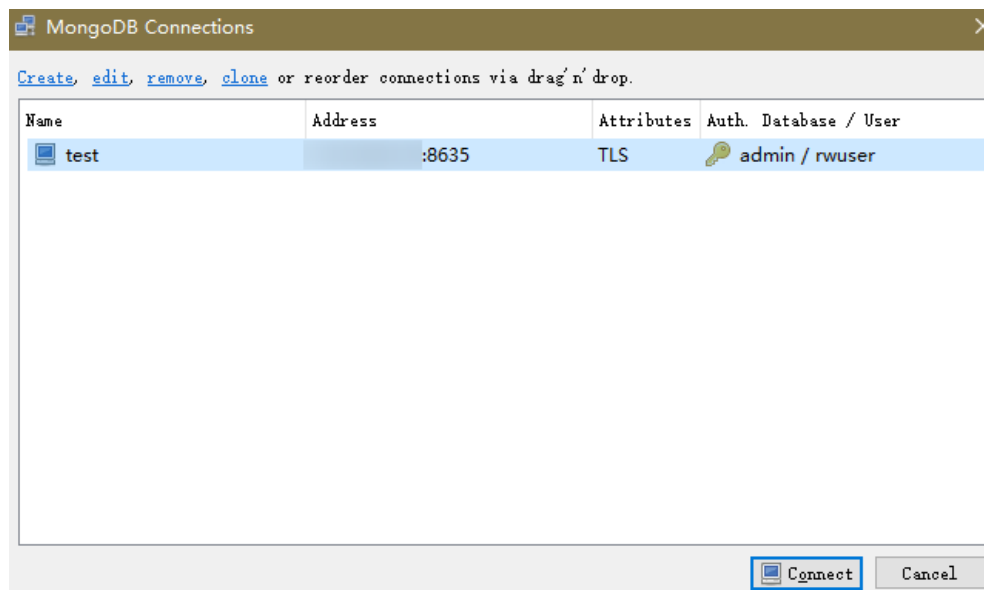 MongoDB Connections
Create, edit, remove, clone or reorder connections via drag'n'drop.
Name Address Attributes Auth. Database / User
test :8635 TLS admin / rwuser
Connect Cancel